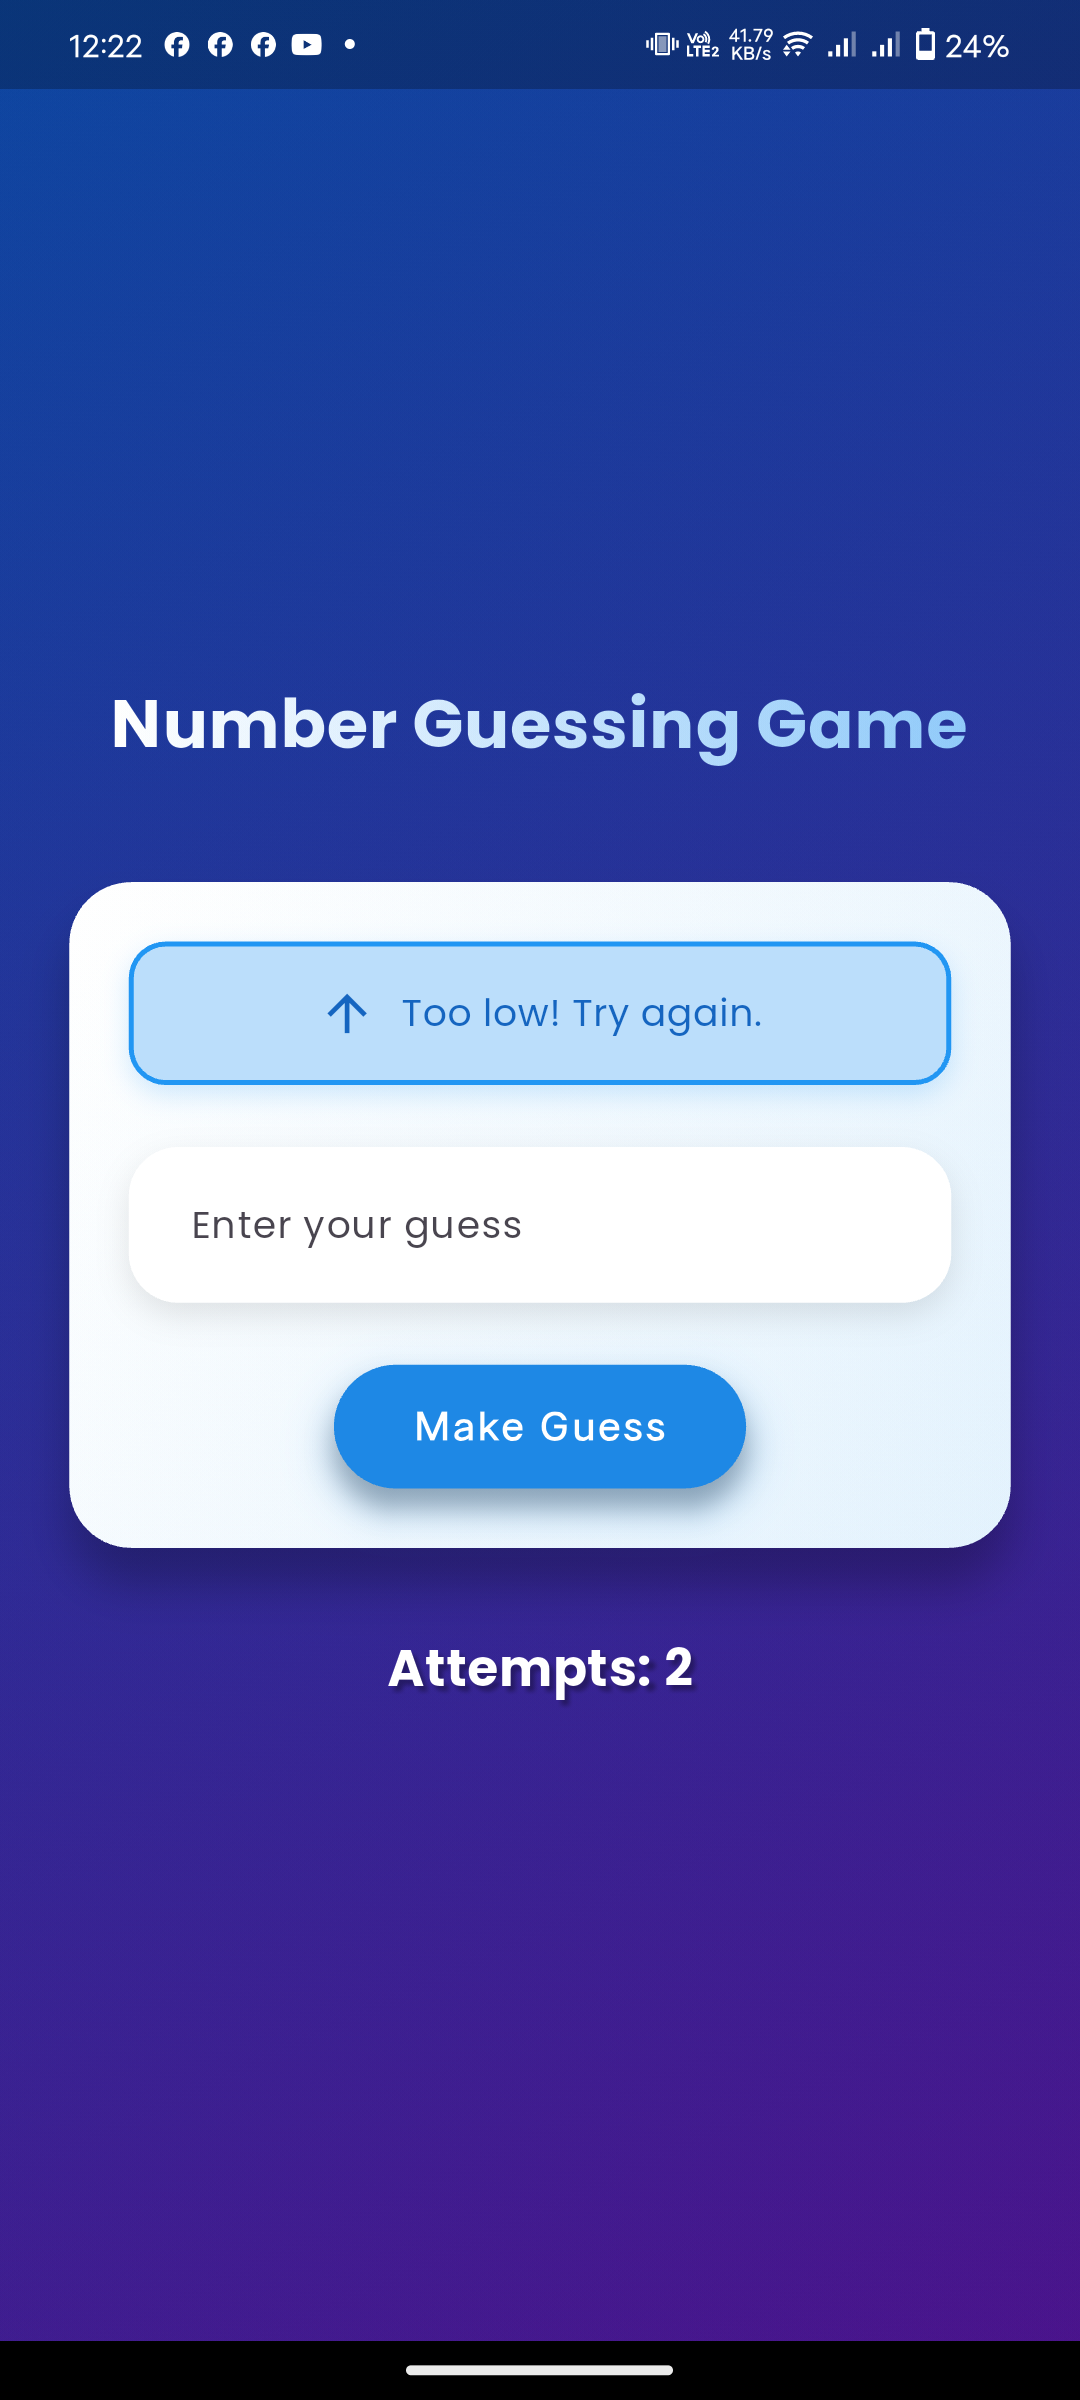 12:22
Vo) LTE2 41.79 KB/s 24%
Number Guessing Game
Too low! Try again.
Enter your guess
Make Guess
Attempts: 2